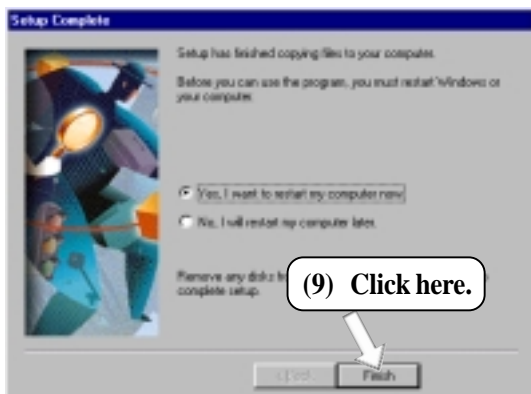 Setup Complete
Setup has finished copying files to your computer.
Before you can use the program, you must restart Windows or
your computer.
Yes, I want to restart my computer now.
No, I will restart my computer later.
Remove any disks
complete setup.
(9) Click here.
< Back
Finish